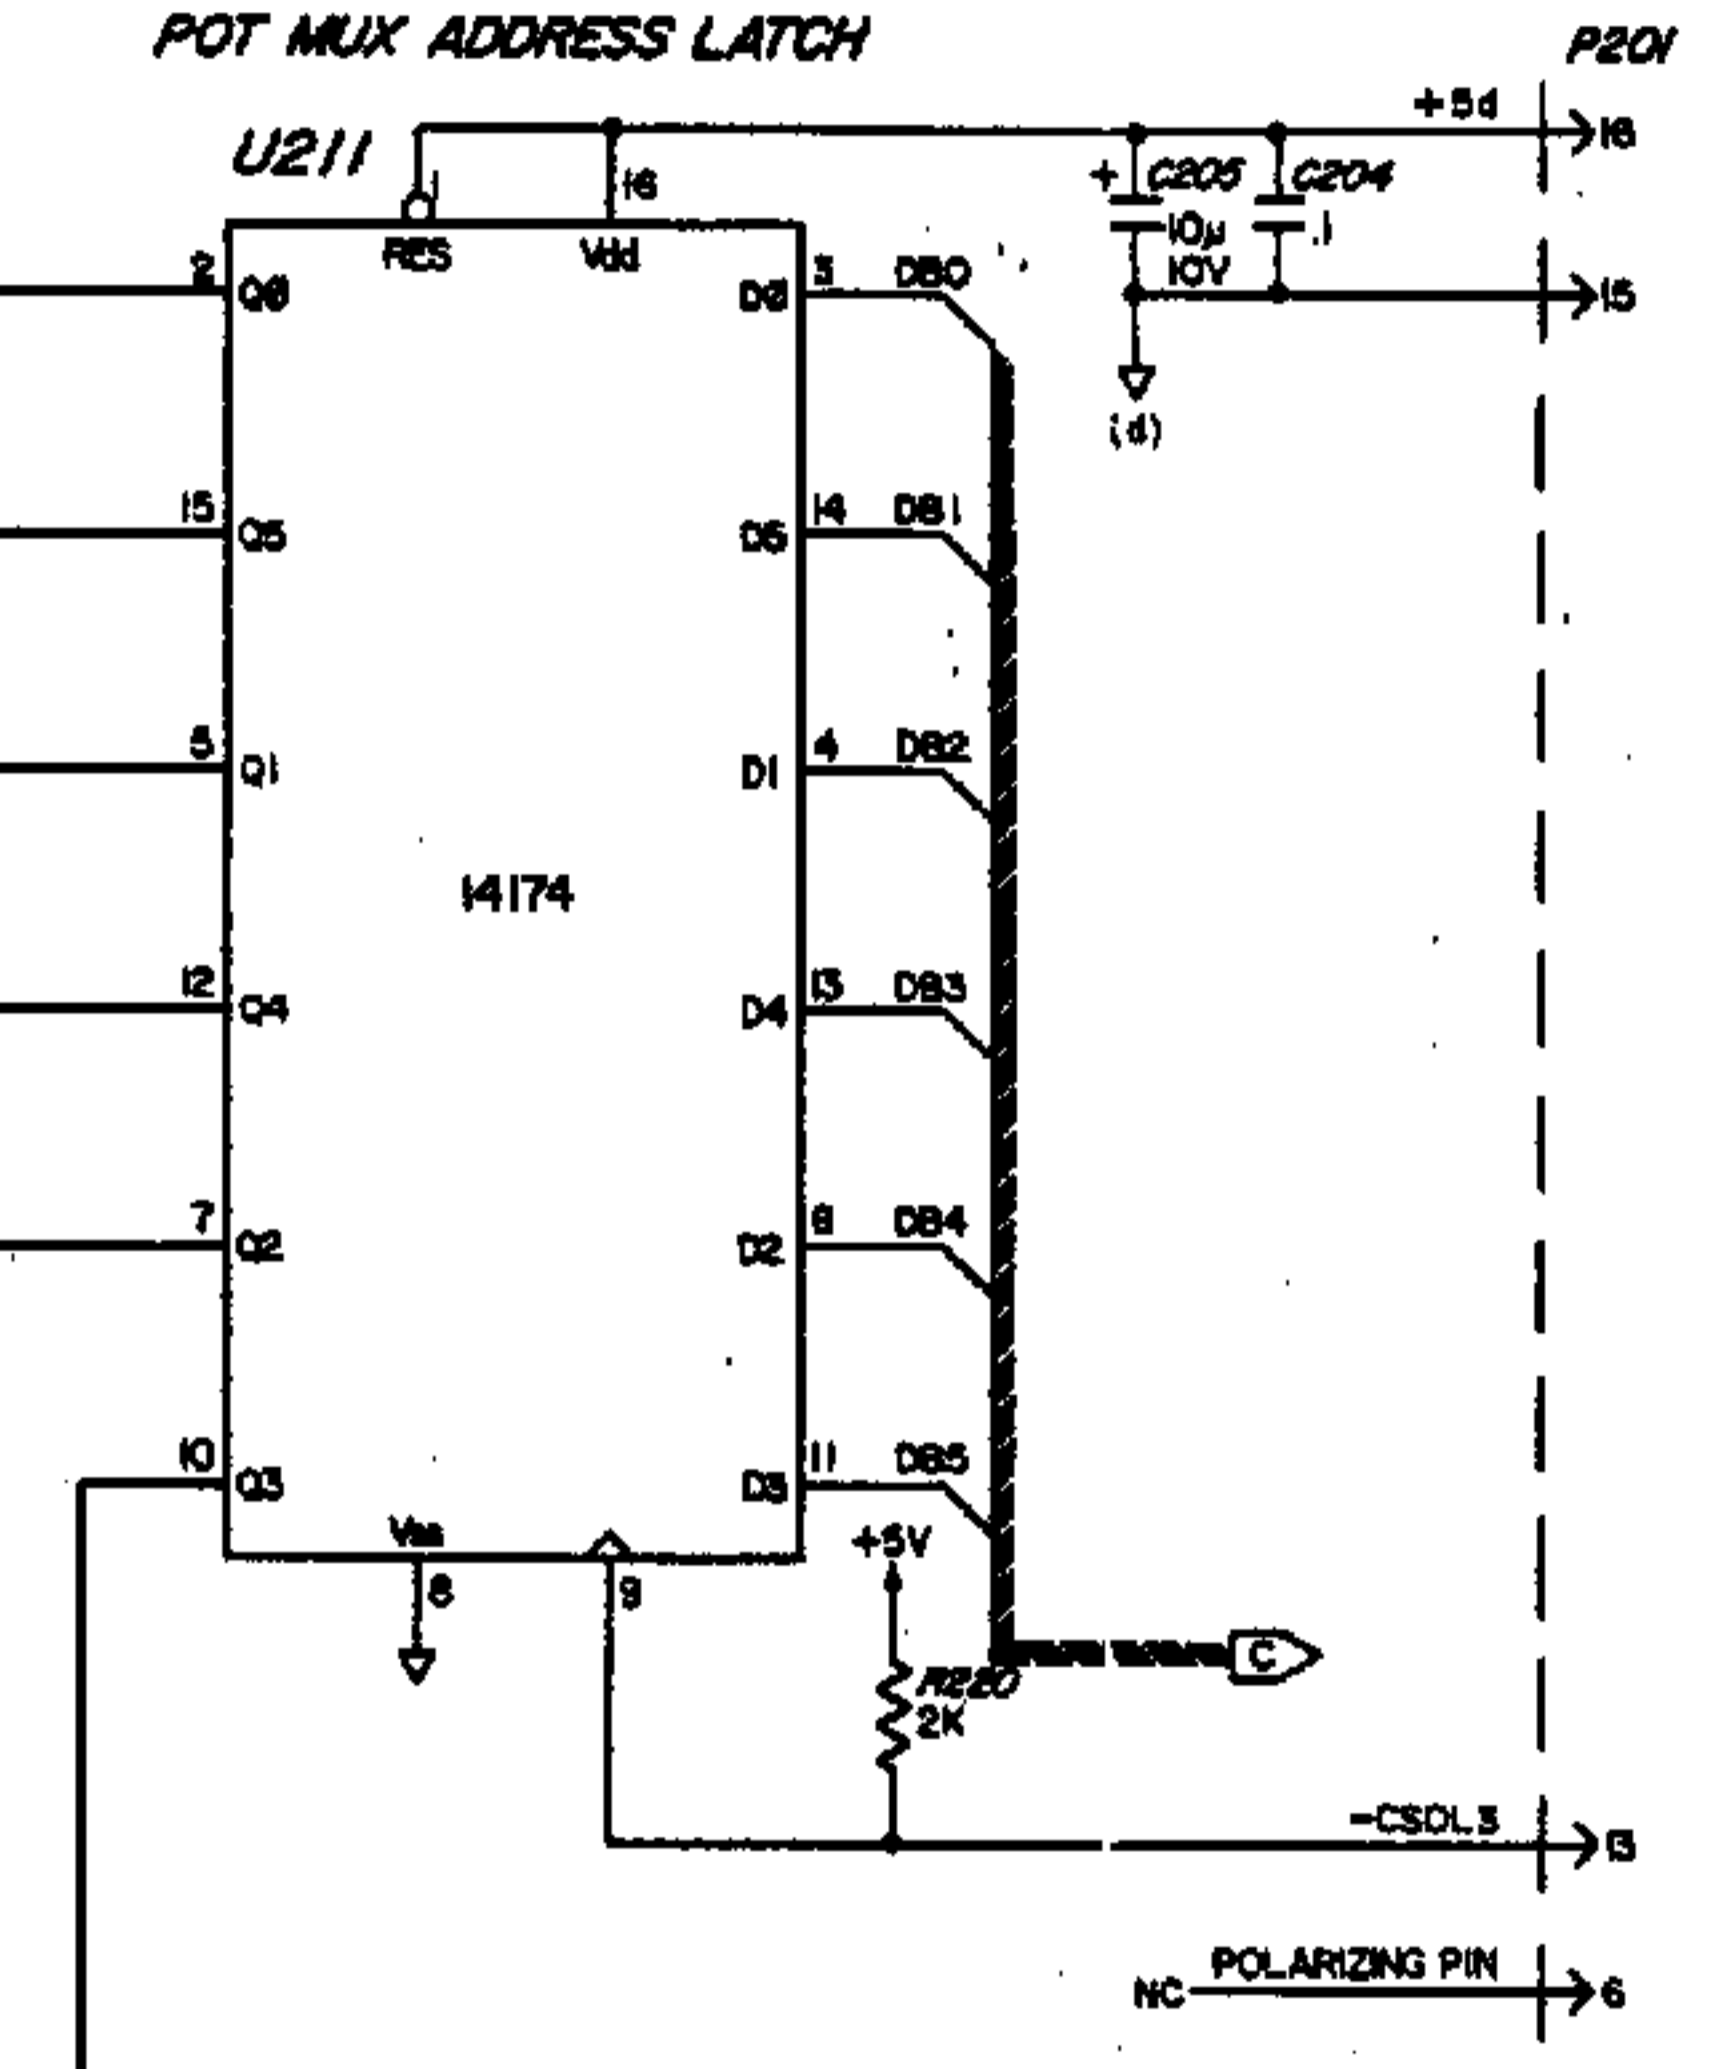 POT MUX ADDRESS LATCH
P201
U211
+5d
16
1
16
+ C205
10µ
10V
C204
.1
RES
Vdd
2
Q0
D0
3
DB0
15
(d)
15
Q5
D5
14
DB1
5
Q1
D1
4
DB2
14174
12
Q4
D4
13
DB3
7
Q2
D2
6
DB4
10
Q3
D3
11
DB5
Vss
8
9
+5V
C
R220
2K
-CSOL3
13
POLARIZING PIN
NC
6